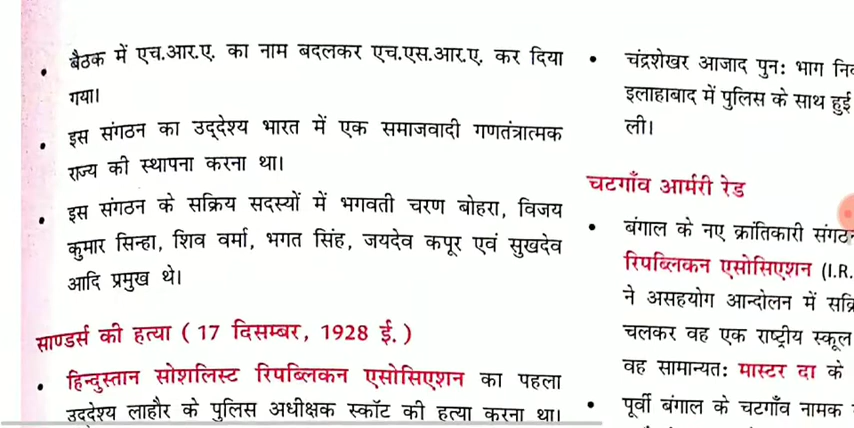 बैठक में एच.आर.ए. का नाम बदलकर एच.एस.आर.ए. कर दिया
गया।
इस संगठन का उद्देश्य भारत में एक समाजवादी गणतंत्रात्मक
राज्य की स्थापना करना था।
इस संगठन के सक्रिय सदस्यों में भगवती चरण बोहरा, विजय
कुमार सिन्हा, शिव वर्मा, भगत सिंह, जयदेव कपूर एवं सुखदेव
आदि प्रमुख थे।
साण्डर्स की हत्या ( 17 दिसम्बर, 1928 ई. )
हिन्दुस्तान सोशलिस्ट रिपब्लिकन एसोसिएशन का पहला
उद्देश्य लाहौर के पुलिस अधीक्षक स्कॉट की हत्या करना था।
चंद्रशेखर आजाद पुन: भाग
इलाहाबाद में पुलिस के साथ हुई
ली।
चटगाँव आर्मरी रेड
बंगाल के नए क्रांतिकारी
रिपब्लिकन एसोसिएशन (I.R.
ने असहयोग आन्दोलन में
चलकर वह एक राष्ट्रीय स्कूल
वह सामान्यत: मास्टर दा के
पूर्वी बंगाल के चटगाँव नामक